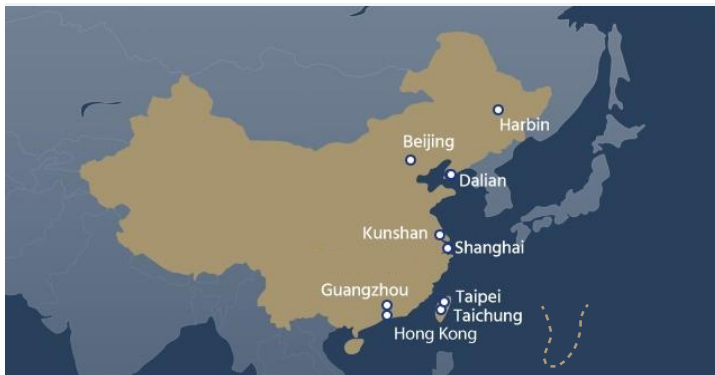 Harbin
Beijing
Dalian
Kunshan
Shanghai
Guangzhou
Taipei
Taichung
Hong Kong